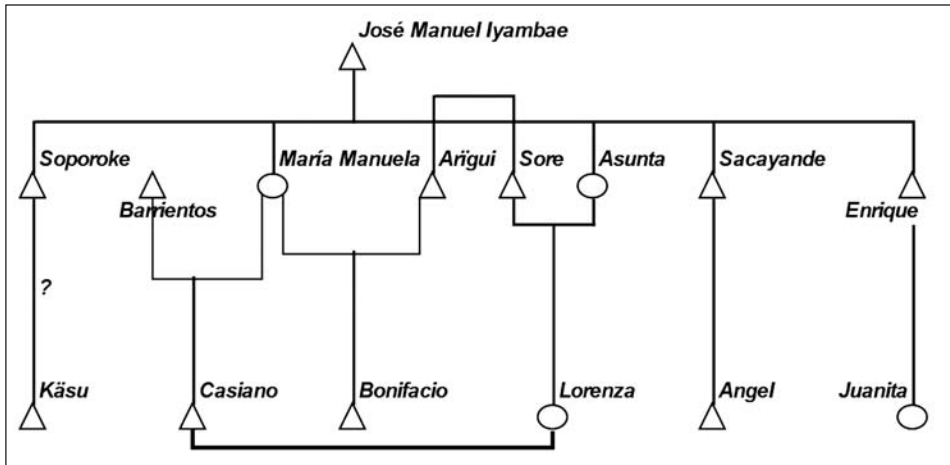 José Manuel Iyambae
Soporoke María Manuela Arïgui Sore Asunta Sacayande
Barrientos Enrique
?
Käsu Casiano Bonifacio Lorenza Angel Juanita